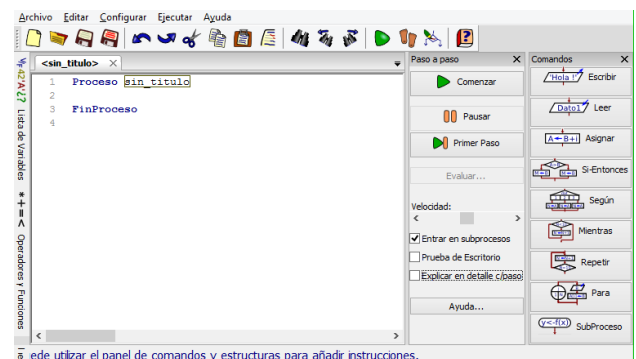 Archivo Editar Configurar Ejecutar Ayuda
<sin_titulo> ×
1 Proceso sin_titulo
2
3 FinProceso
4
*42'A'¿?
Lista de Variables
*+=<
Operadores y Funciones
Paso a paso X
Comenzar
Pausar
Primer Paso
Evaluar...
Velocidad:
< >
Entrar en subprocesos
Prueba de Escritorio
Explicar en detalle c/paso
Ayuda...
Comandos X
'Hola !' Escribir
Dato1 Leer
A←B+1 Asignar
Si-Entonces
Según
Mientras
Repetir
Para
y<-f(x) SubProceso
< >
ede utilizar el panel de comandos y estructuras para añadir instrucciones.